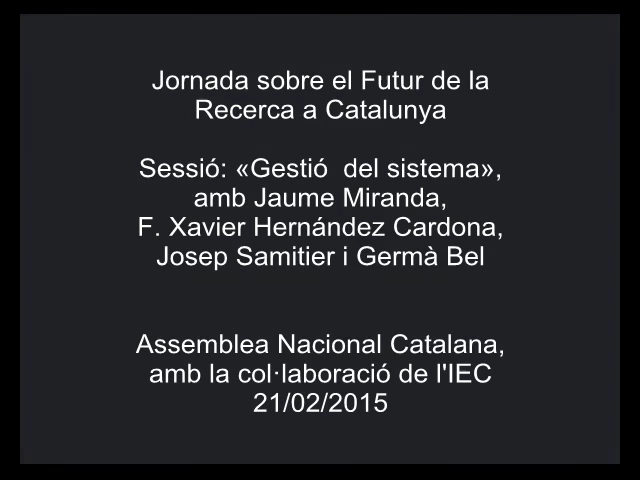 Jornada sobre el Futur de la
Recerca a Catalunya
Sessió: «Gestió  del sistema»,
amb Jaume Miranda,
F. Xavier Hernández Cardona,
Josep Samitier i Germà Bel
Assemblea Nacional Catalana,
amb la col·laboració de l'IEC
21/02/2015